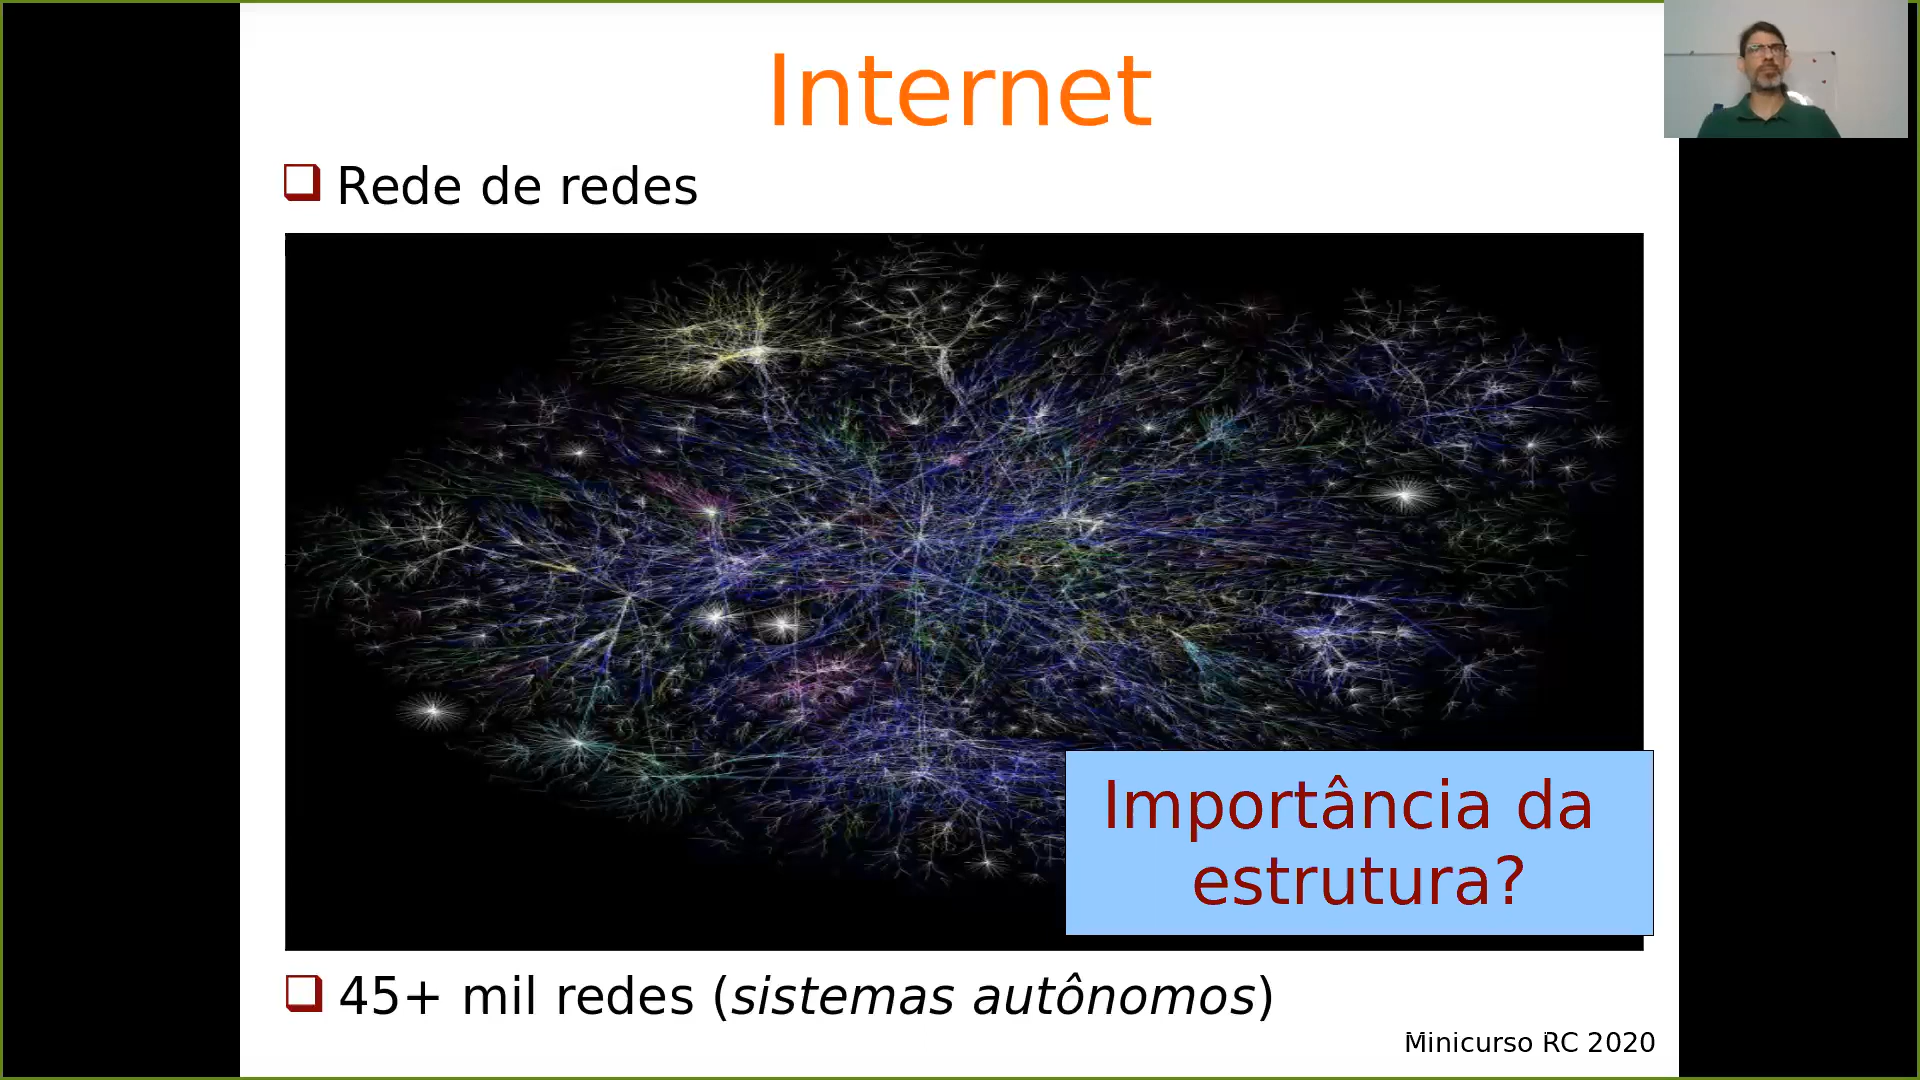 Internet
Rede de redes
Importância da
estrutura?
45+ mil redes (sistemas autônomos)
Minicurso RC 2020